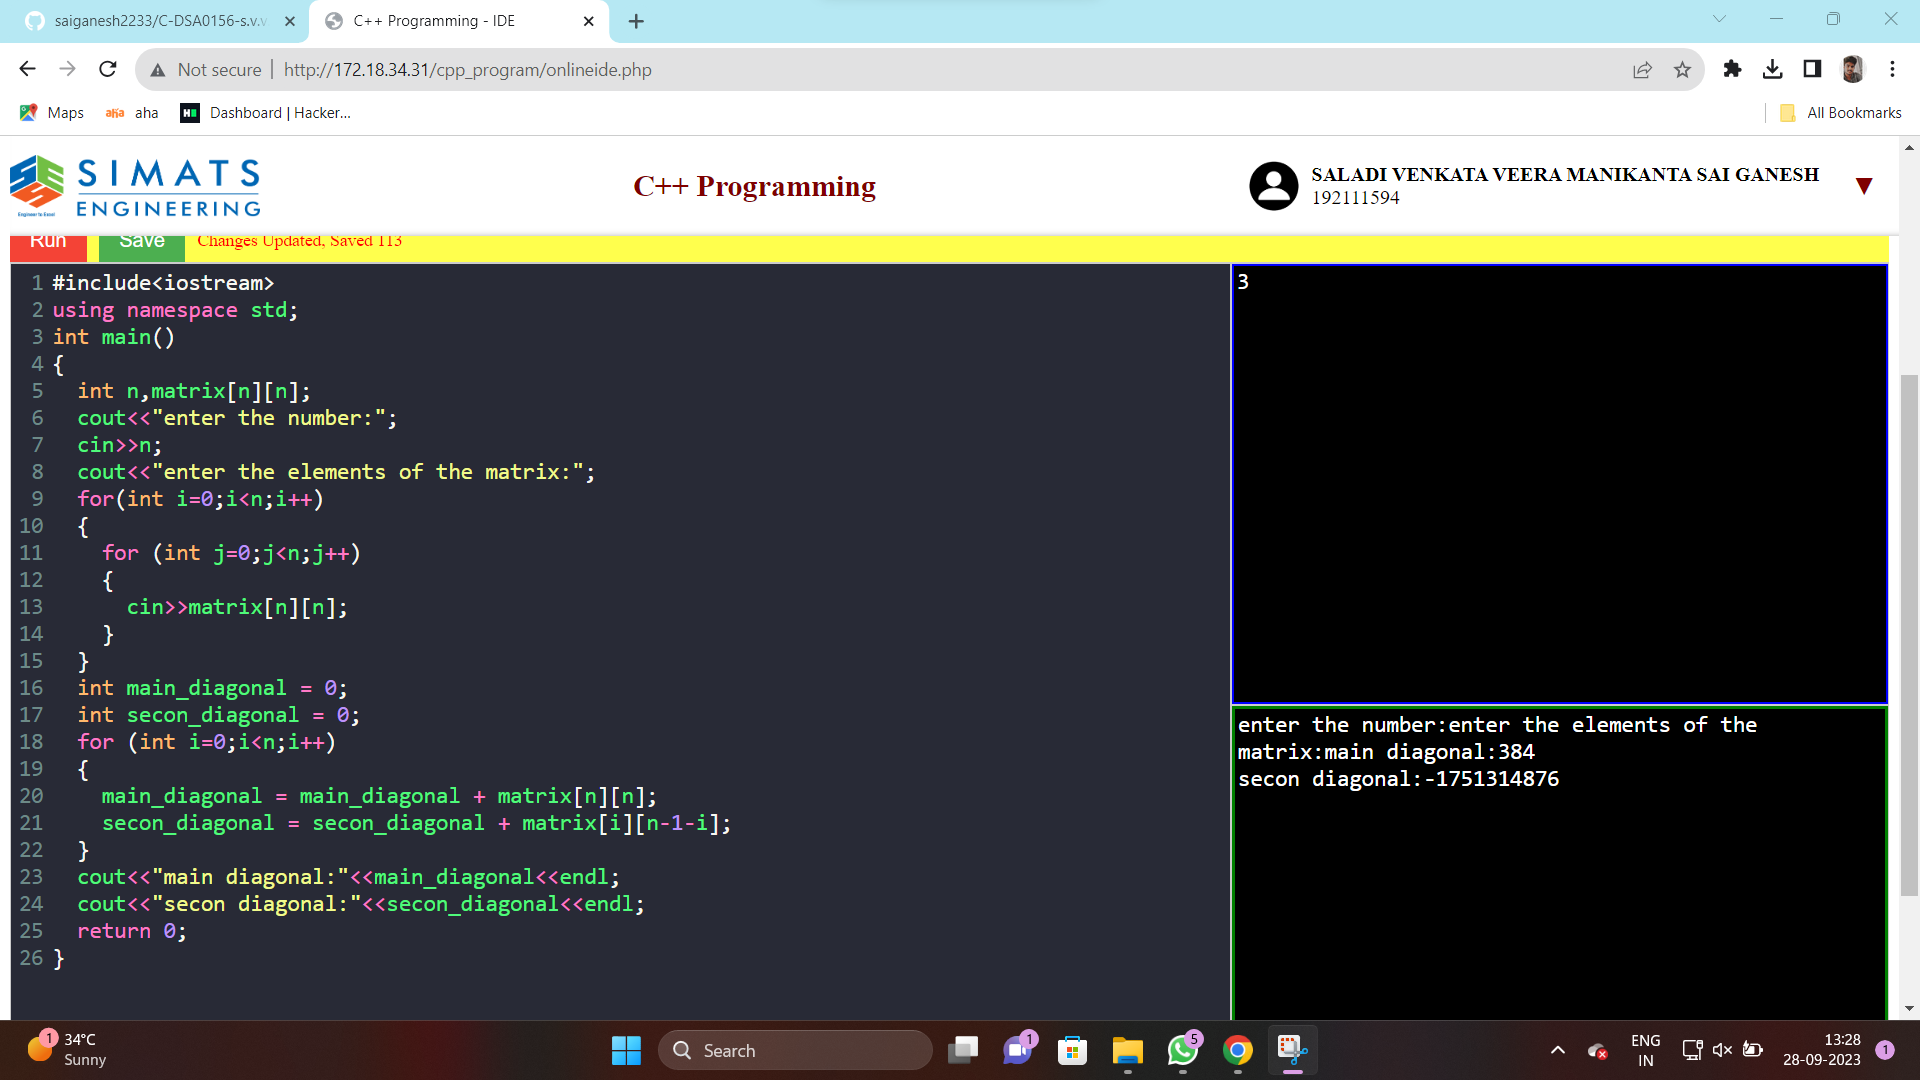 saiganesh2233/C-DSA0156-s.v.v
C++ Programming - IDE
Not secure
http://172.18.34.31/cpp_program/onlineide.php
Maps
aha
aha
Dashboard | Hacker...
All Bookmarks
SIMATS
ENGINEERING
Engineer to Excel
C++ Programming
SALADI VENKATA VEERA MANIKANTA SAI GANESH
192111594
Run
Save
Changes Updated, Saved 113
1 #include<iostream>
2 using namespace std;
3 int main()
4 {
5   int n,matrix[n][n];
6   cout<<"enter the number:";
7   cin>>n;
8   cout<<"enter the elements of the matrix:";
9   for(int i=0;i<n;i++)
10   {
11     for (int j=0;j<n;j++)
12     {
13       cin>>matrix[n][n];
14     }
15   }
16   int main_diagonal = 0;
17   int secon_diagonal = 0;
18   for (int i=0;i<n;i++)
19   {
20     main_diagonal = main_diagonal + matrix[n][n];
21     secon_diagonal = secon_diagonal + matrix[i][n-1-i];
22   }
23   cout<<"main diagonal:"<<main_diagonal<<endl;
24   cout<<"secon diagonal:"<<secon_diagonal<<endl;
25   return 0;
26 }
3
enter the number:enter the elements of the
matrix:main diagonal:384
secon diagonal:-1751314876
1
34°C
Sunny
Search
1
5
ENG
IN
13:28
28-09-2023
1